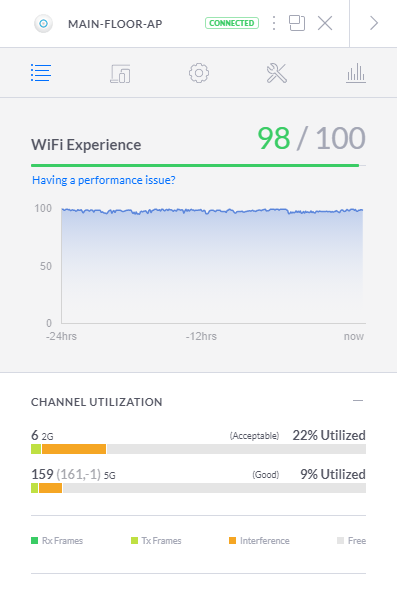 MAIN-FLOOR-AP CONNECTED
WiFi Experience 98 / 100
Having a performance issue?
100
50
0
-24hrs -12hrs now
CHANNEL UTILIZATION
6 2G (Acceptable) 22% Utilized
159 (161,-1) 5G (Good) 9% Utilized
Rx Frames Tx Frames Interference Free